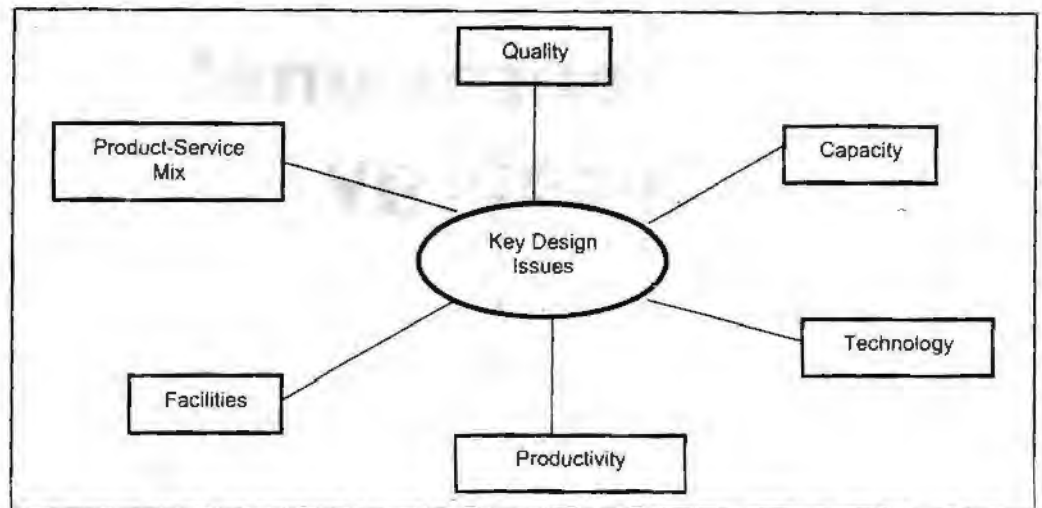 Quality
Product-Service
Mix
Capacity
Key Design
Issues
Technology
Facilities
Productivity